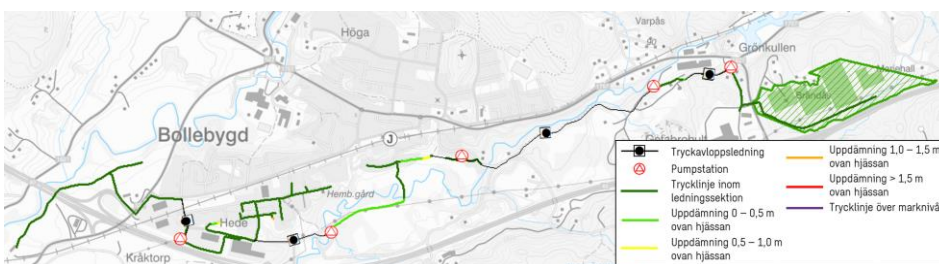 Varpås
Höga
90
Grönkullen
Bollebygd
J
Hemb.gård
Hede
Kråktorp
Tryckavloppsledning
Pumpstation
Trycklinje inom
ledningssektion
Uppdämning 0 – 0,5 m
ovan hjässan
Uppdämning 0,5 – 1,0 m
ovan hjässan
Uppdämning 1,0 – 1,5 m
ovan hjässan
Uppdämning > 1,5 m
ovan hjässan
Trycklinje över marknivå